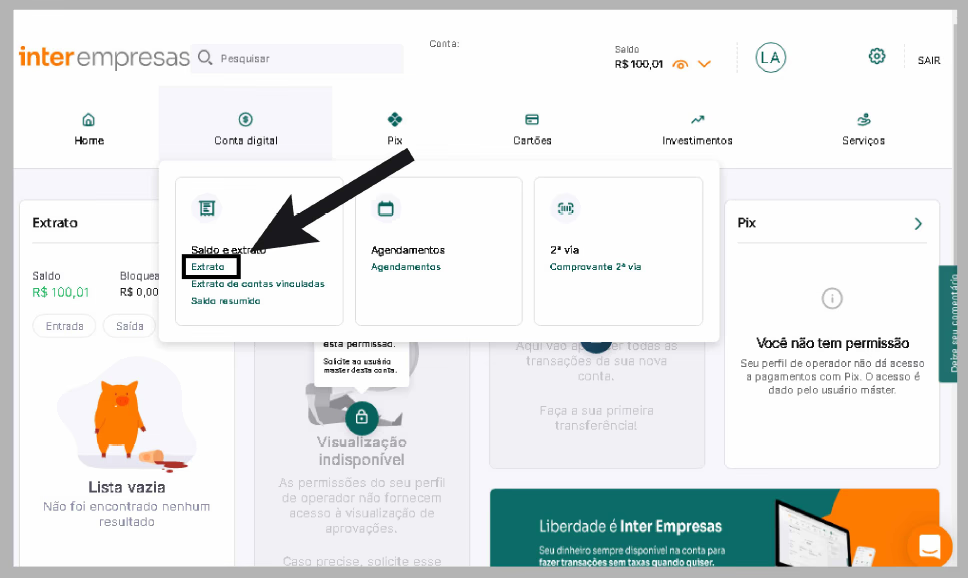 inter empresas
Pesquisar
Conta:
Saldo
R$ 100,01
LA
SAIR
Home
Conta digital
Pix
Cartões
Investimentos
Serviços
Saldo e extrato
Extrato
Extrato de contas vinculadas
Saldo resumido
Agendamentos
Agendamentos
2ª via
Comprovante 2ª via
Extrato
Saldo
R$ 100,01
Bloquea
R$ 0,00
Entrada
Saída
Lista vazia
Não foi encontrado nenhum
resultado
esta permissão.
Solicite ao usuário
master desta conta.
Visualização
indisponível
As permissões do seu perfil
de operador não fornecem
acesso à visualização de
aprovações.
Caso precise, solicite esse
Aqui vão aparecer todas as
transações da sua nova
conta.
Faça a sua primeira
transferência!
Pix
Você não tem permissão
Seu perfil de operador não dá acesso
a pagamentos com Pix. O acesso é
dado pelo usuário máster.
Deixe seu comentário
Liberdade é Inter Empresas
Seu dinheiro sempre disponível na conta para
fazer transações sem taxas quando quiser.